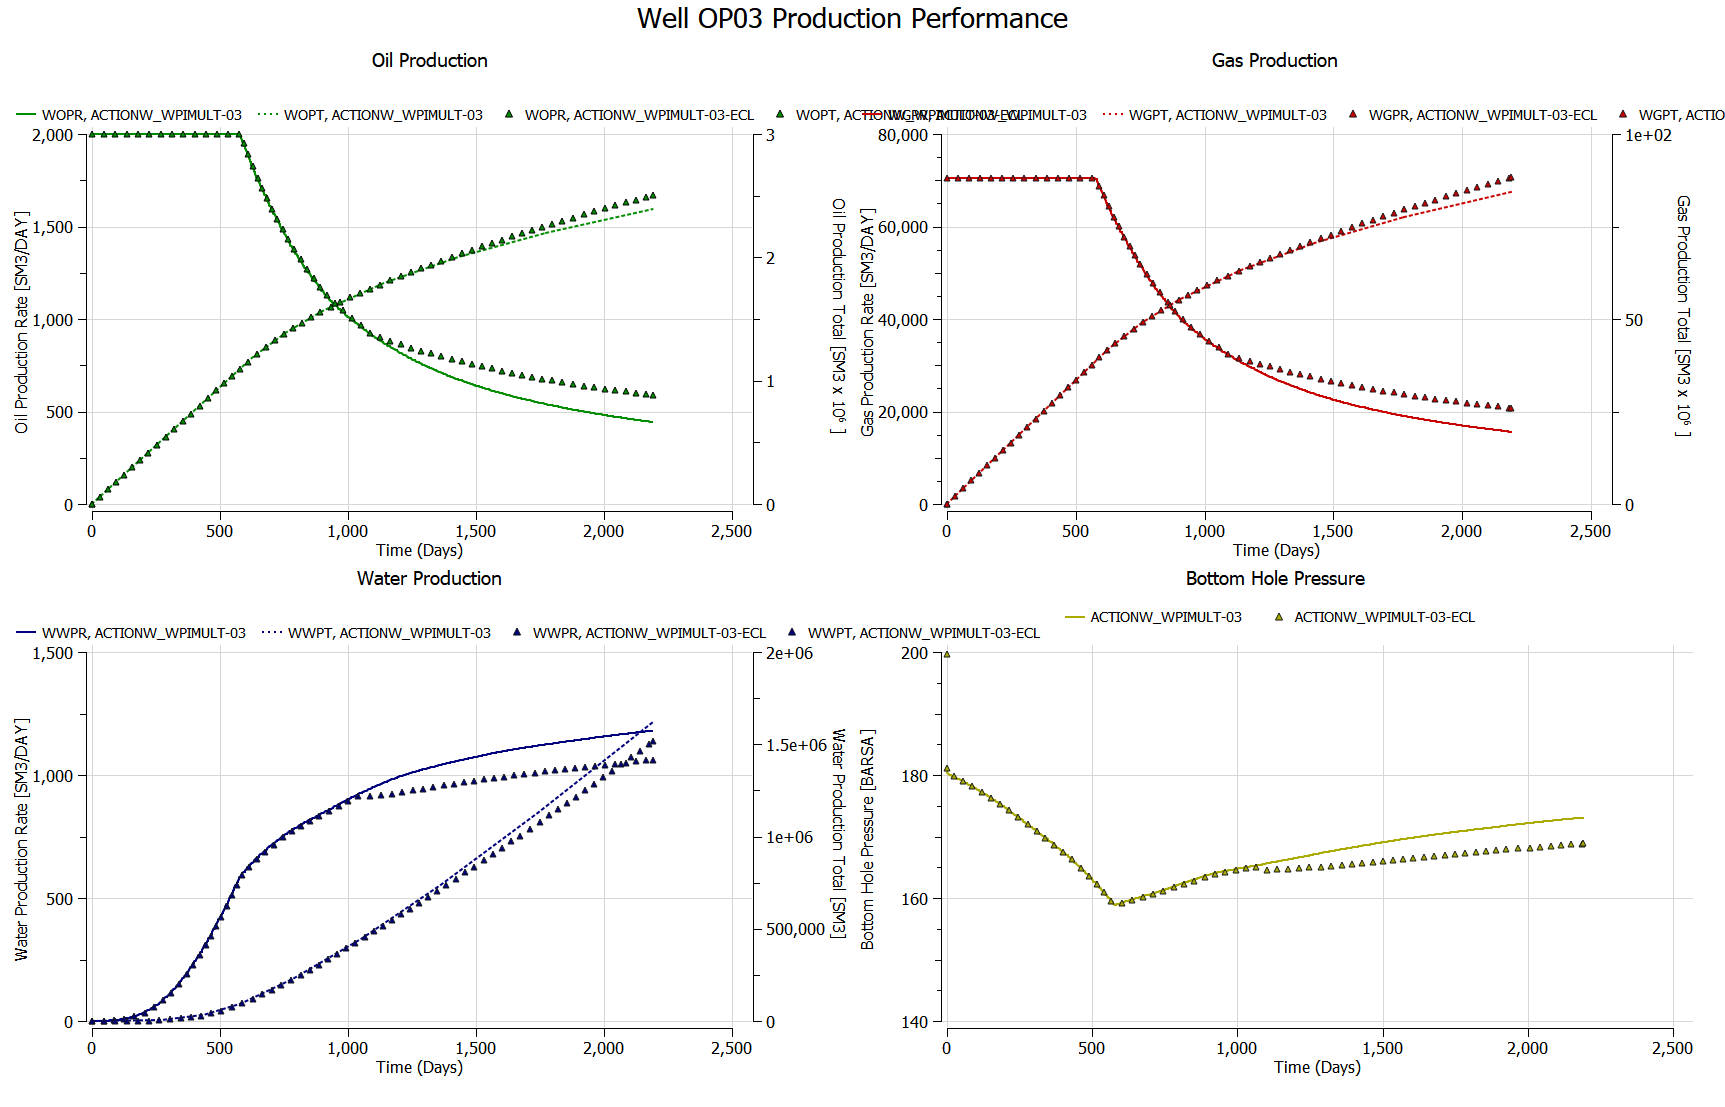 Well OP03 Production Performance
Oil Production
WOPR, ACTIONW_WPIMULT-03
WOPT, ACTIONW_WPIMULT-03
WOPR, ACTIONW_WPIMULT-03-ECL
WOPT, ACTIONW_WPIMULT-03-ECL
2,000
1,500
1,000
500
0
Oil Production Rate [SM3/DAY]
3
2
1
0
Oil Production Total [SM3 x 10⁶ ]
0
500
1,000
1,500
2,000
2,500
Time (Days)
Gas Production
WGPR, ACTIONW_WPIMULT-03
WGPT, ACTIONW_WPIMULT-03
WGPR, ACTIONW_WPIMULT-03-ECL
WGPT, ACTIO
80,000
60,000
40,000
20,000
0
Gas Production Rate [SM3/DAY]
1e+02
50
0
Gas Production Total [SM3 x 10⁶ ]
0
500
1,000
1,500
2,000
2,500
Time (Days)
Water Production
WWPR, ACTIONW_WPIMULT-03
WWPT, ACTIONW_WPIMULT-03
WWPR, ACTIONW_WPIMULT-03-ECL
WWPT, ACTIONW_WPIMULT-03-ECL
1,500
1,000
500
0
Water Production Rate [SM3/DAY]
2e+06
1.5e+06
1e+06
500,000
0
Water Production Total [SM3]
0
500
1,000
1,500
2,000
2,500
Time (Days)
Bottom Hole Pressure
ACTIONW_WPIMULT-03
ACTIONW_WPIMULT-03-ECL
200
180
160
140
Bottom Hole Pressure [BARSA]
0
500
1,000
1,500
2,000
2,500
Time (Days)